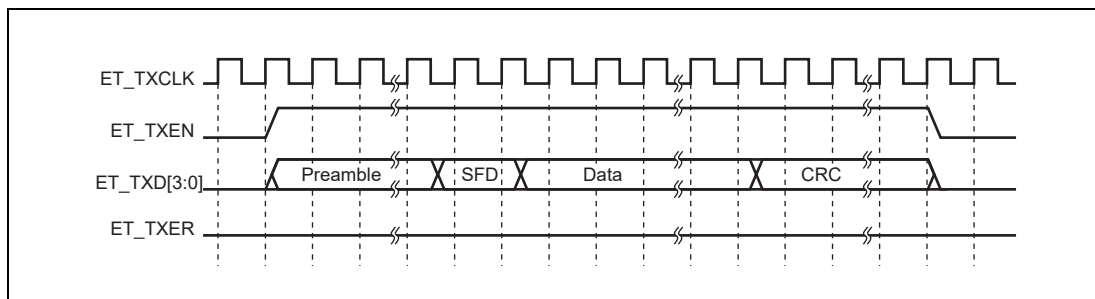 ET_TXCLK
ET_TXEN
ET_TXD[3:0]
Preamble
SFD
Data
CRC
ET_TXER